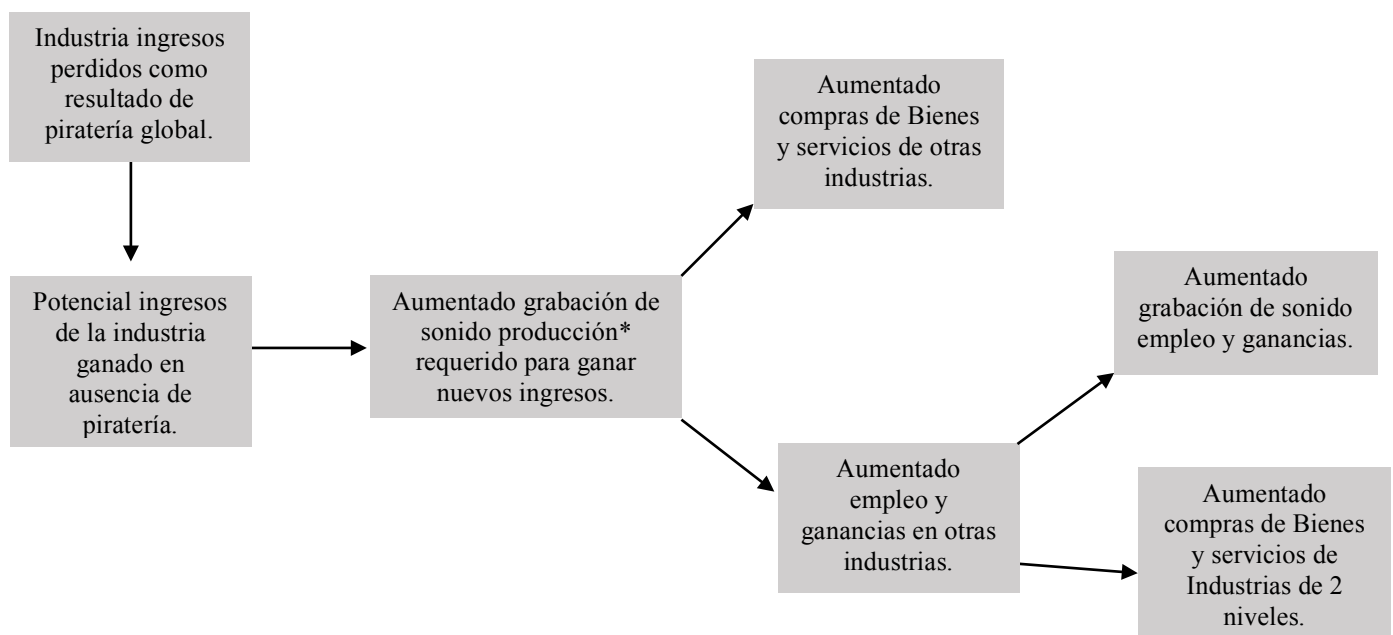 Industria ingresos
perdidos como
resultado de
piratería global.
Potencial ingresos
de la industria
ganado en
ausencia de
piratería.
Aumentado grabación de
sonido producción*
requerido para ganar
nuevos ingresos.
Aumentado
compras de Bienes
y servicios de otras
industrias.
Aumentado
empleo y
ganancias en otras
industrias.
Aumentado
grabación de sonido
empleo y ganancias.
Aumentado
compras de Bienes
y servicios de
Industrias de 2
niveles.